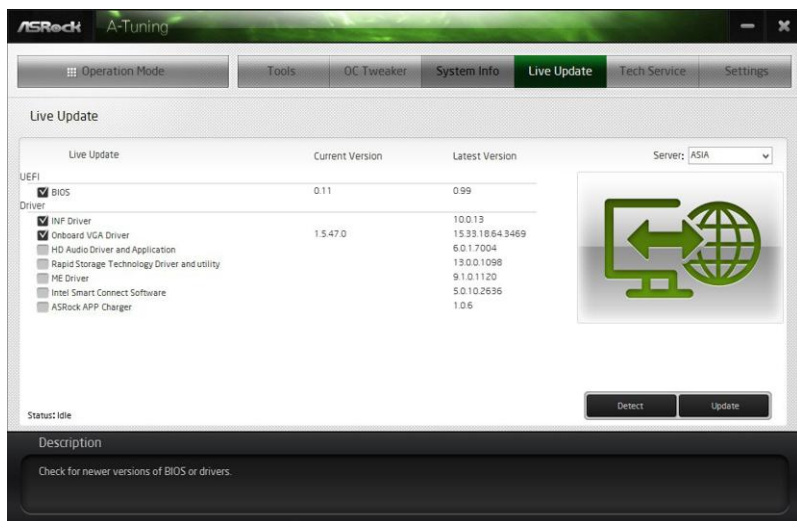 ASRock A-Tuning
Operation Mode Tools OC Tweaker System Info Live Update Tech Service Settings
Live Update
Live Update Current Version Latest Version Server: ASIA
UEFI
BIOS 0.11 0.99
Driver
INF Driver 10.0.13
Onboard VGA Driver 1.5.47.0 15.33.18.64.3469
HD Audio Driver and Application 6.0.1.7004
Rapid Storage Technology Driver and utility 13.0.0.1098
ME Driver 9.1.0.1120
Intel Smart Connect Software 5.0.10.2636
ASRock APP Charger 1.0.6
Detect Update
Status: Idle
Description
Check for newer versions of BIOS or drivers.